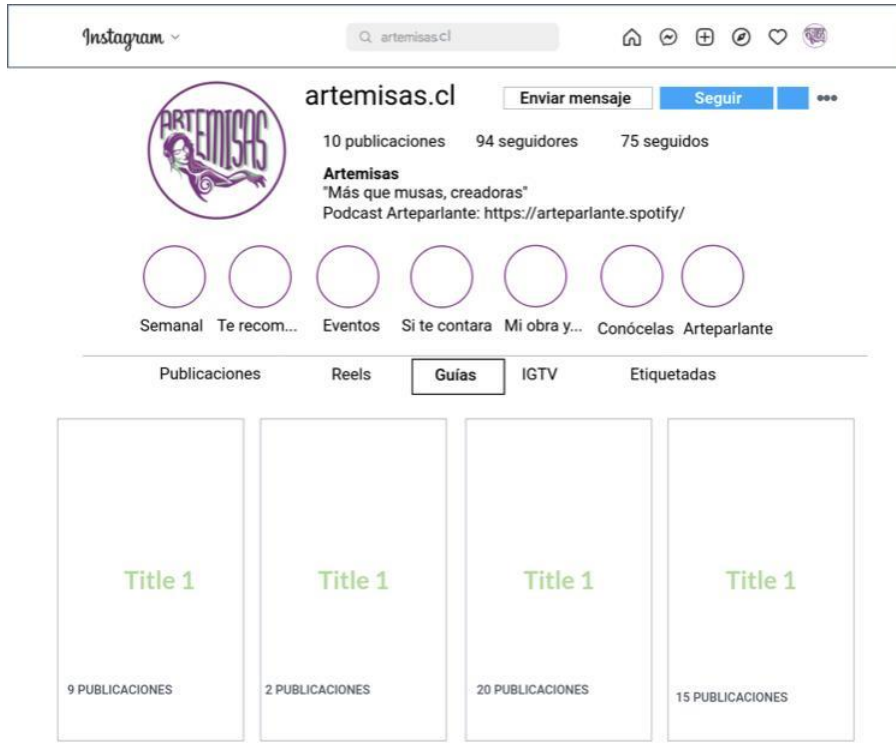 Instagram
artemisas.cl
ARTEMISAS
artemisas.cl
Enviar mensaje
Seguir
10 publicaciones 94 seguidores 75 seguidos
Artemisas
"Más que musas, creadoras"
Podcast Arteparlante: https://arteparlante.spotify/
Semanal Te recom... Eventos Si te contara Mi obra y... Conócelas Arteparlante
Publicaciones Reels Guías IGTV Etiquetadas
Title 1 Title 1 Title 1 Title 1
9 PUBLICACIONES 2 PUBLICACIONES 20 PUBLICACIONES 15 PUBLICACIONES